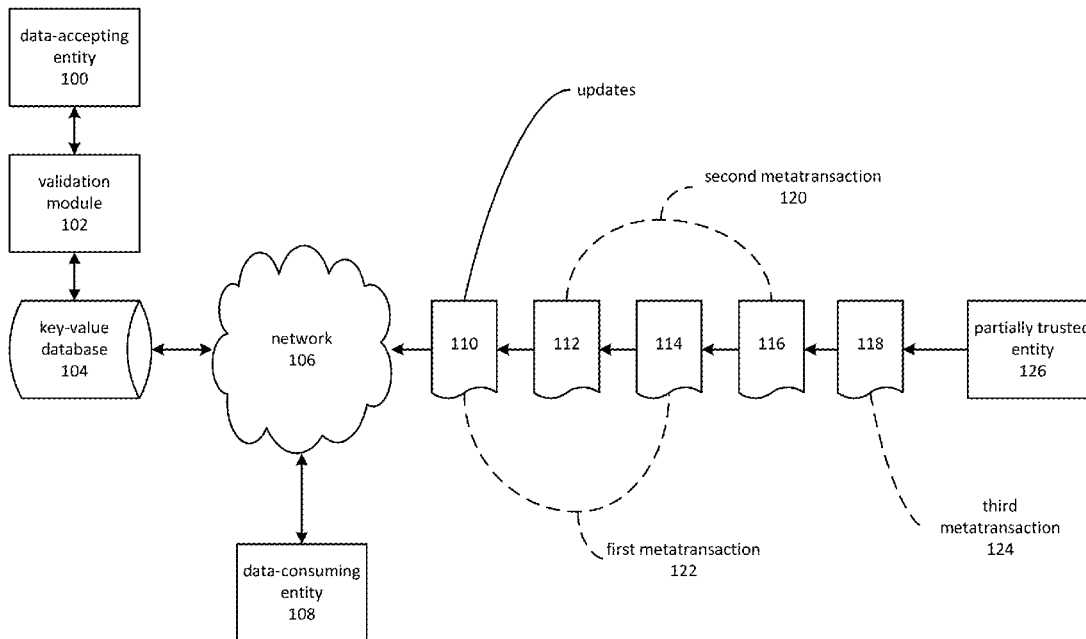 data-accepting
entity
100
updates
validation
module
102
second metatransaction
120
key-value
database
104
network
106
110
112
114
116
118
partially trusted
entity
126
third
metatransaction
124
first metatransaction
122
data-consuming
entity
108